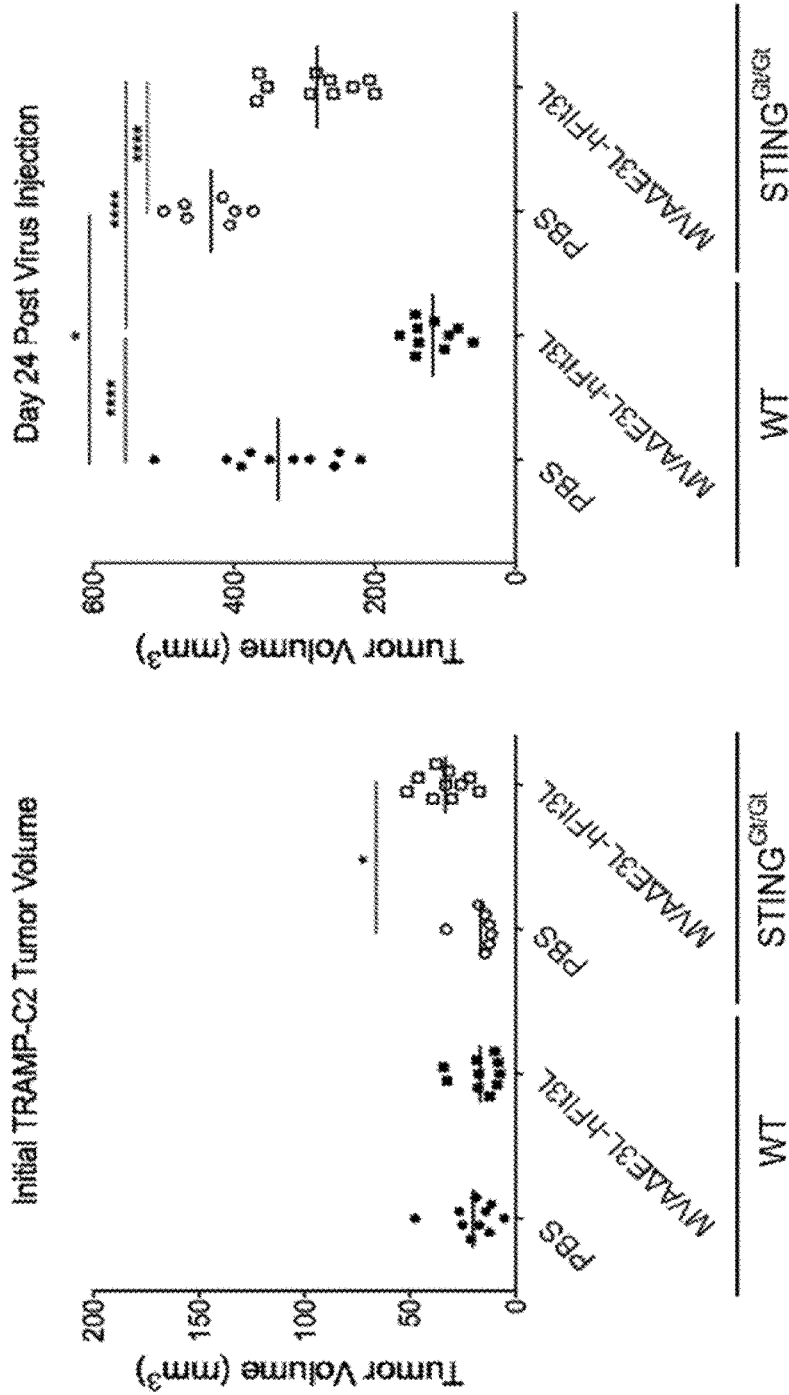 Initial TRAMP-C2 Tumor Volume
Tumor Volume (mm³)
200
150
100
50
0
*
PBS
MVAΔE3L-hFlt3L
PBS
MVAΔE3L-hFlt3L
WT
STING^Gt/Gt
Day 24 Post Virus Injection
Tumor Volume (mm³)
600
400
200
0
*
****
****
****
PBS
MVAΔE3L-hFlt3L
PBS
MVAΔE3L-hFlt3L
WT
STING^Gt/Gt